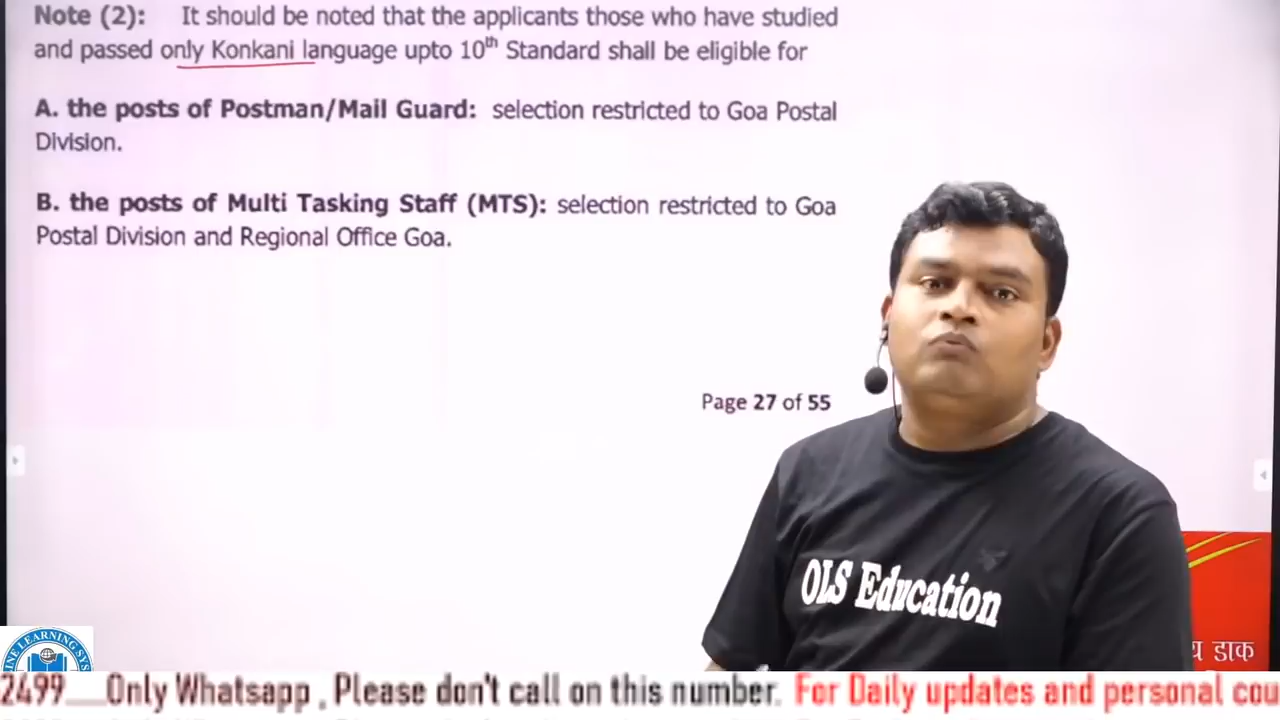 Note (2): It should be noted that the applicants those who have studied
and passed only Konkani language upto 10th Standard shall be eligible for
A. the posts of Postman/Mail Guard: selection restricted to Goa Postal
Division.
B. the posts of Multi Tasking Staff (MTS): selection restricted to Goa
Postal Division and Regional Office Goa.
Page 27 of 55
OLS Education
डाक
LEARNING
2499....Only Whatsapp , Please don't call on this number. For Daily updates and personal cou